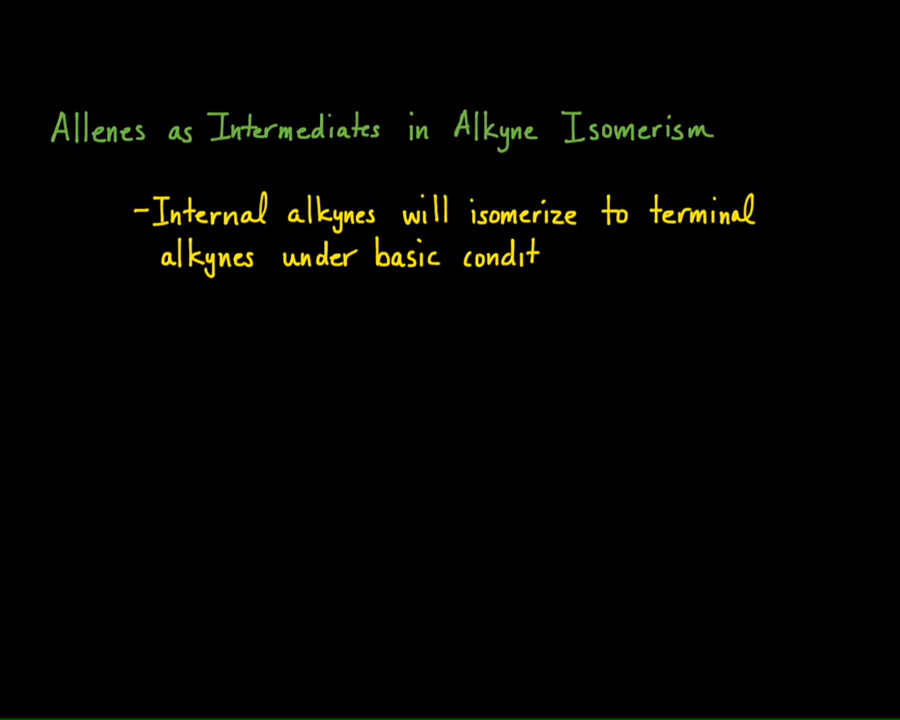 Allenes as Intermediates in Alkyne Isomerism
-Internal alkynes will isomerize to terminal
alkynes under basic condit